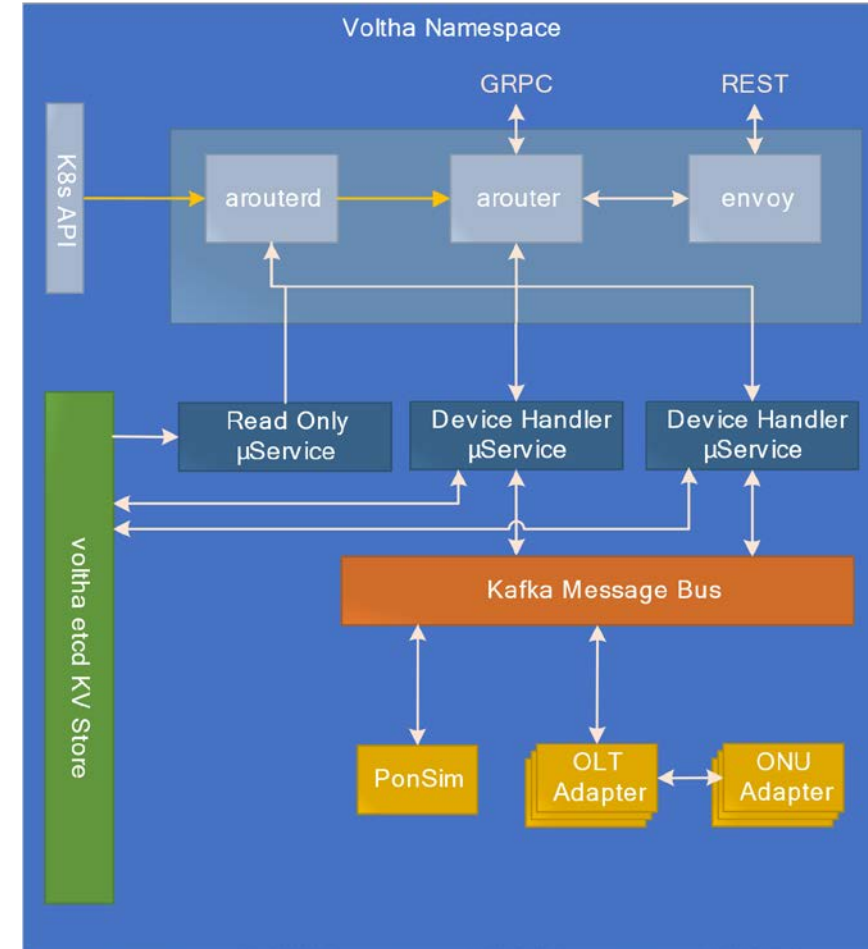 Voltha Namespace
GRPC
REST
K8s API
arouterd
arouter
envoy
Read Only
µService
Device Handler
µService
Device Handler
µService
voltha etcd KV Store
Kafka Message Bus
PonSim
OLT
Adapter
ONU
Adapter